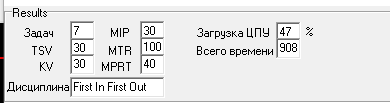 Results
Задач 7 MIP 30 Загрузка ЦПУ 47 %
TSV 30 MTR 100 Всего времени 908
KV 30 MPRT 40
Дисциплина First In First Out